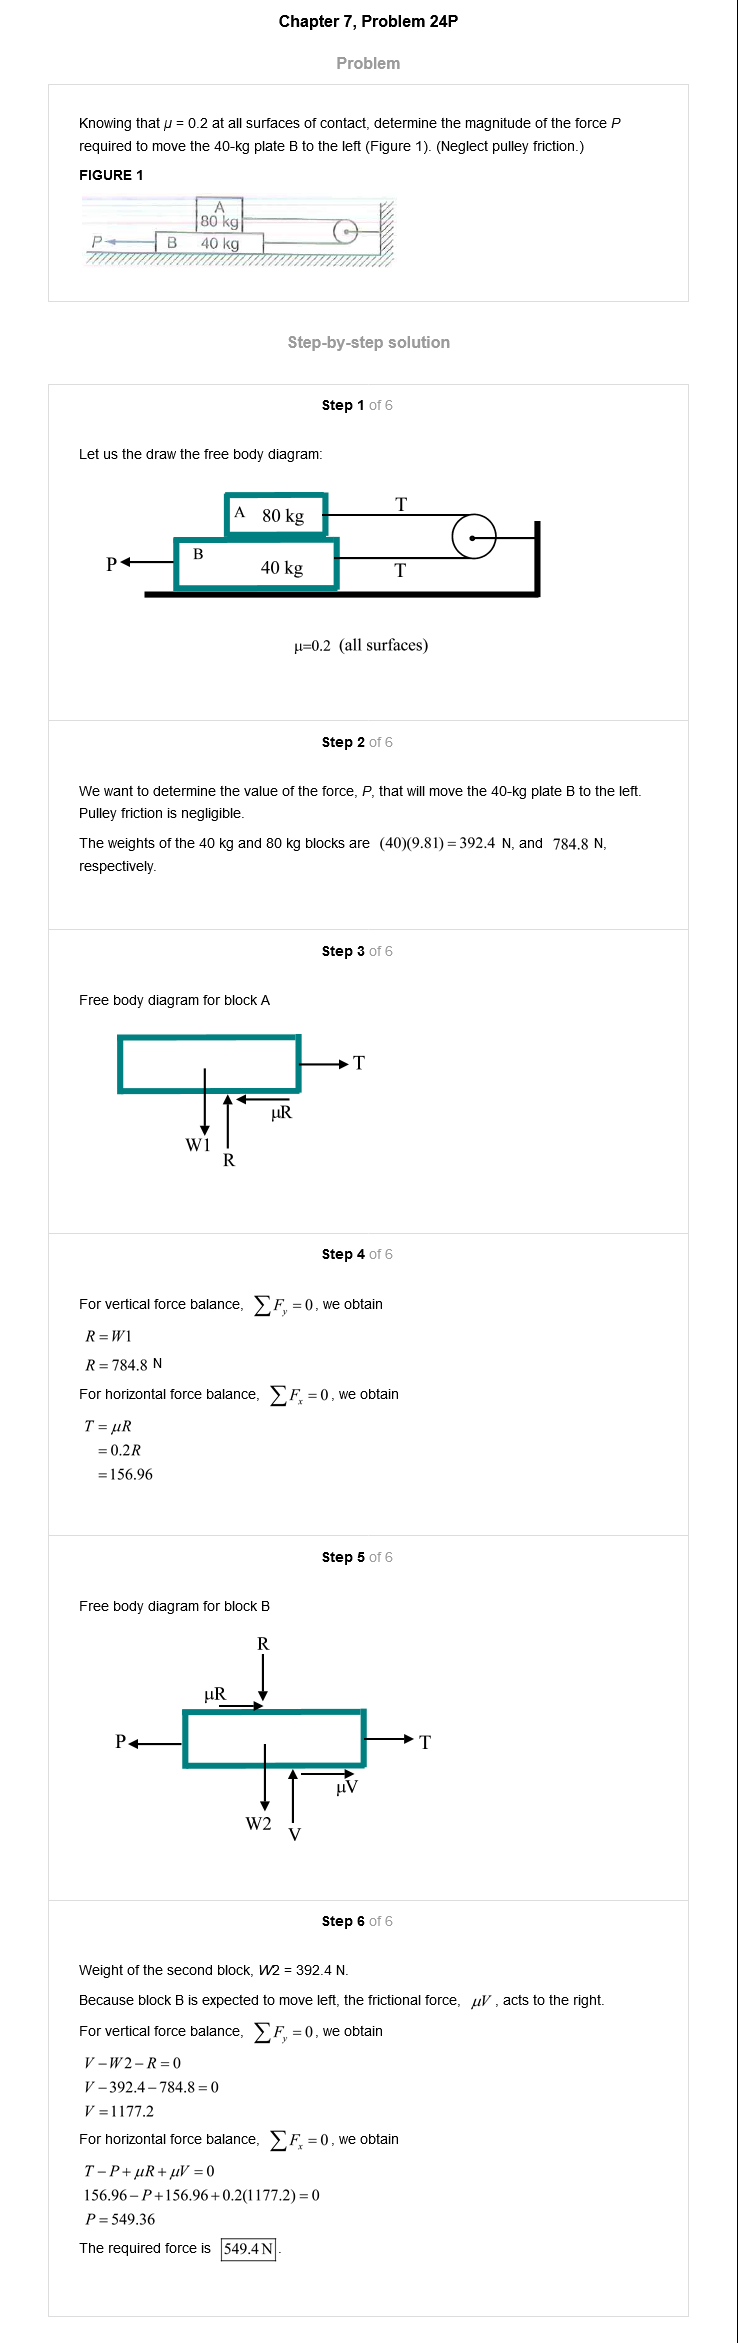 Chapter 7, Problem 24P
Problem
Knowing that μ = 0.2 at all surfaces of contact, determine the magnitude of the force P
required to move the 40-kg plate B to the left (Figure 1). (Neglect pulley friction.)
FIGURE 1
A
80 kg
P
B 40 kg
Step-by-step solution
Step 1 of 6
Let us the draw the free body diagram:
A 80 kg
T
P
B
40 kg
T
μ=0.2 (all surfaces)
Step 2 of 6
We want to determine the value of the force, P, that will move the 40-kg plate B to the left.
Pulley friction is negligible.
The weights of the 40 kg and 80 kg blocks are (40)(9.81) = 392.4 N, and 784.8 N,
respectively.
Step 3 of 6
Free body diagram for block A
T
μR
W1
R
Step 4 of 6
For vertical force balance, ∑F_y = 0, we obtain
R = W1
R = 784.8 N
For horizontal force balance, ∑F_x = 0, we obtain
T = μR
= 0.2R
= 156.96
Step 5 of 6
Free body diagram for block B
R
μR
P
T
μV
W2
V
Step 6 of 6
Weight of the second block, W2 = 392.4 N.
Because block B is expected to move left, the frictional force, μV, acts to the right.
For vertical force balance, ∑F_y = 0, we obtain
V − W2 − R = 0
V − 392.4 − 784.8 = 0
V = 1177.2
For horizontal force balance, ∑F_x = 0, we obtain
T − P + μR + μV = 0
156.96 − P + 156.96 + 0.2(1177.2) = 0
P = 549.36
The required force is 549.4 N.